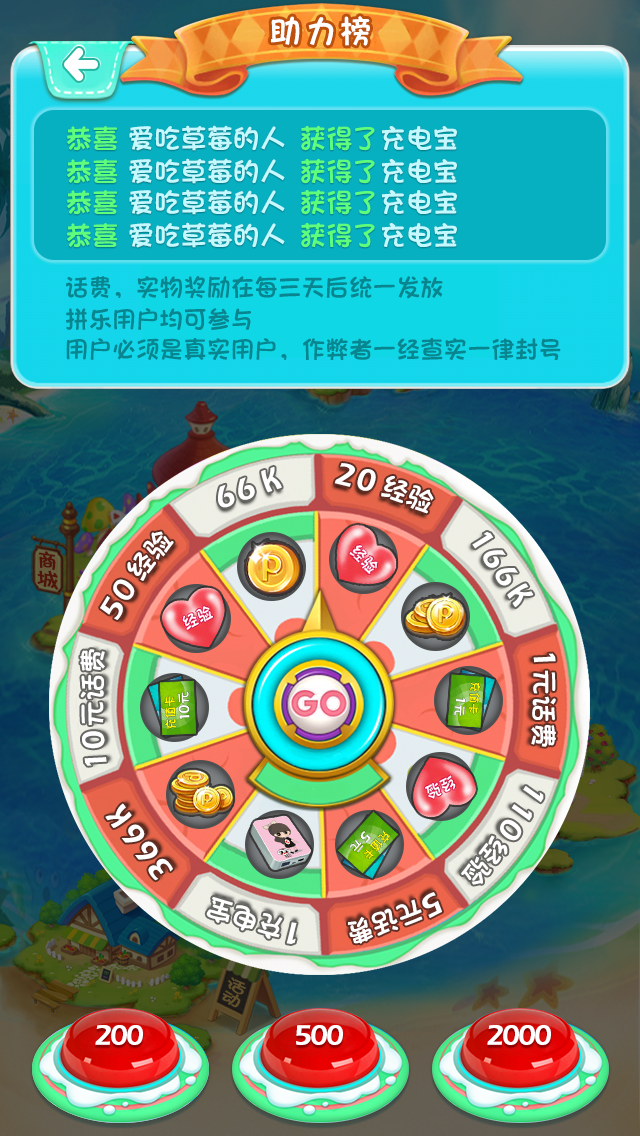 助力榜
恭喜 爱吃草莓的人 获得了充电宝
恭喜 爱吃草莓的人 获得了充电宝
恭喜 爱吃草莓的人 获得了充电宝
恭喜 爱吃草莓的人 获得了充电宝
话费，实物奖励在每三天后统一发放
拼乐用户均可参与
用户必须是真实用户，作弊者一经查实一律封号
66K
20经验
166K
1元话费
110经验
5元话费
1充电宝
366K
10元话费
50经验
P
经验
充值卡
1元
经验
充值卡
5元
P
充值卡
10元
经验
GO
商城
活动
200
500
2000